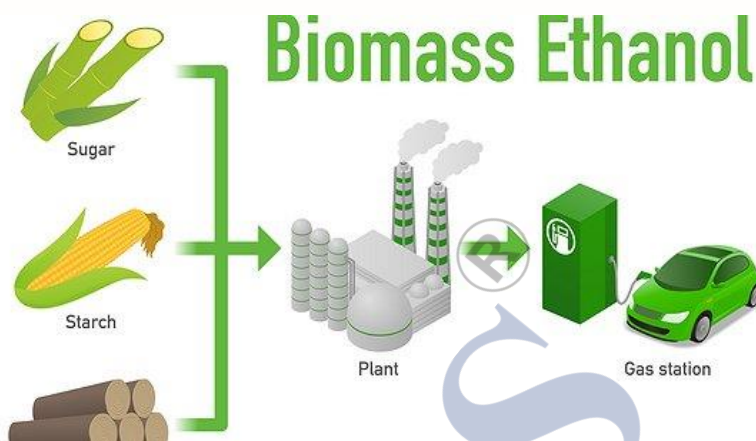 Biomass Ethanol
Sugar
Starch
Plant
Gas station
®
S